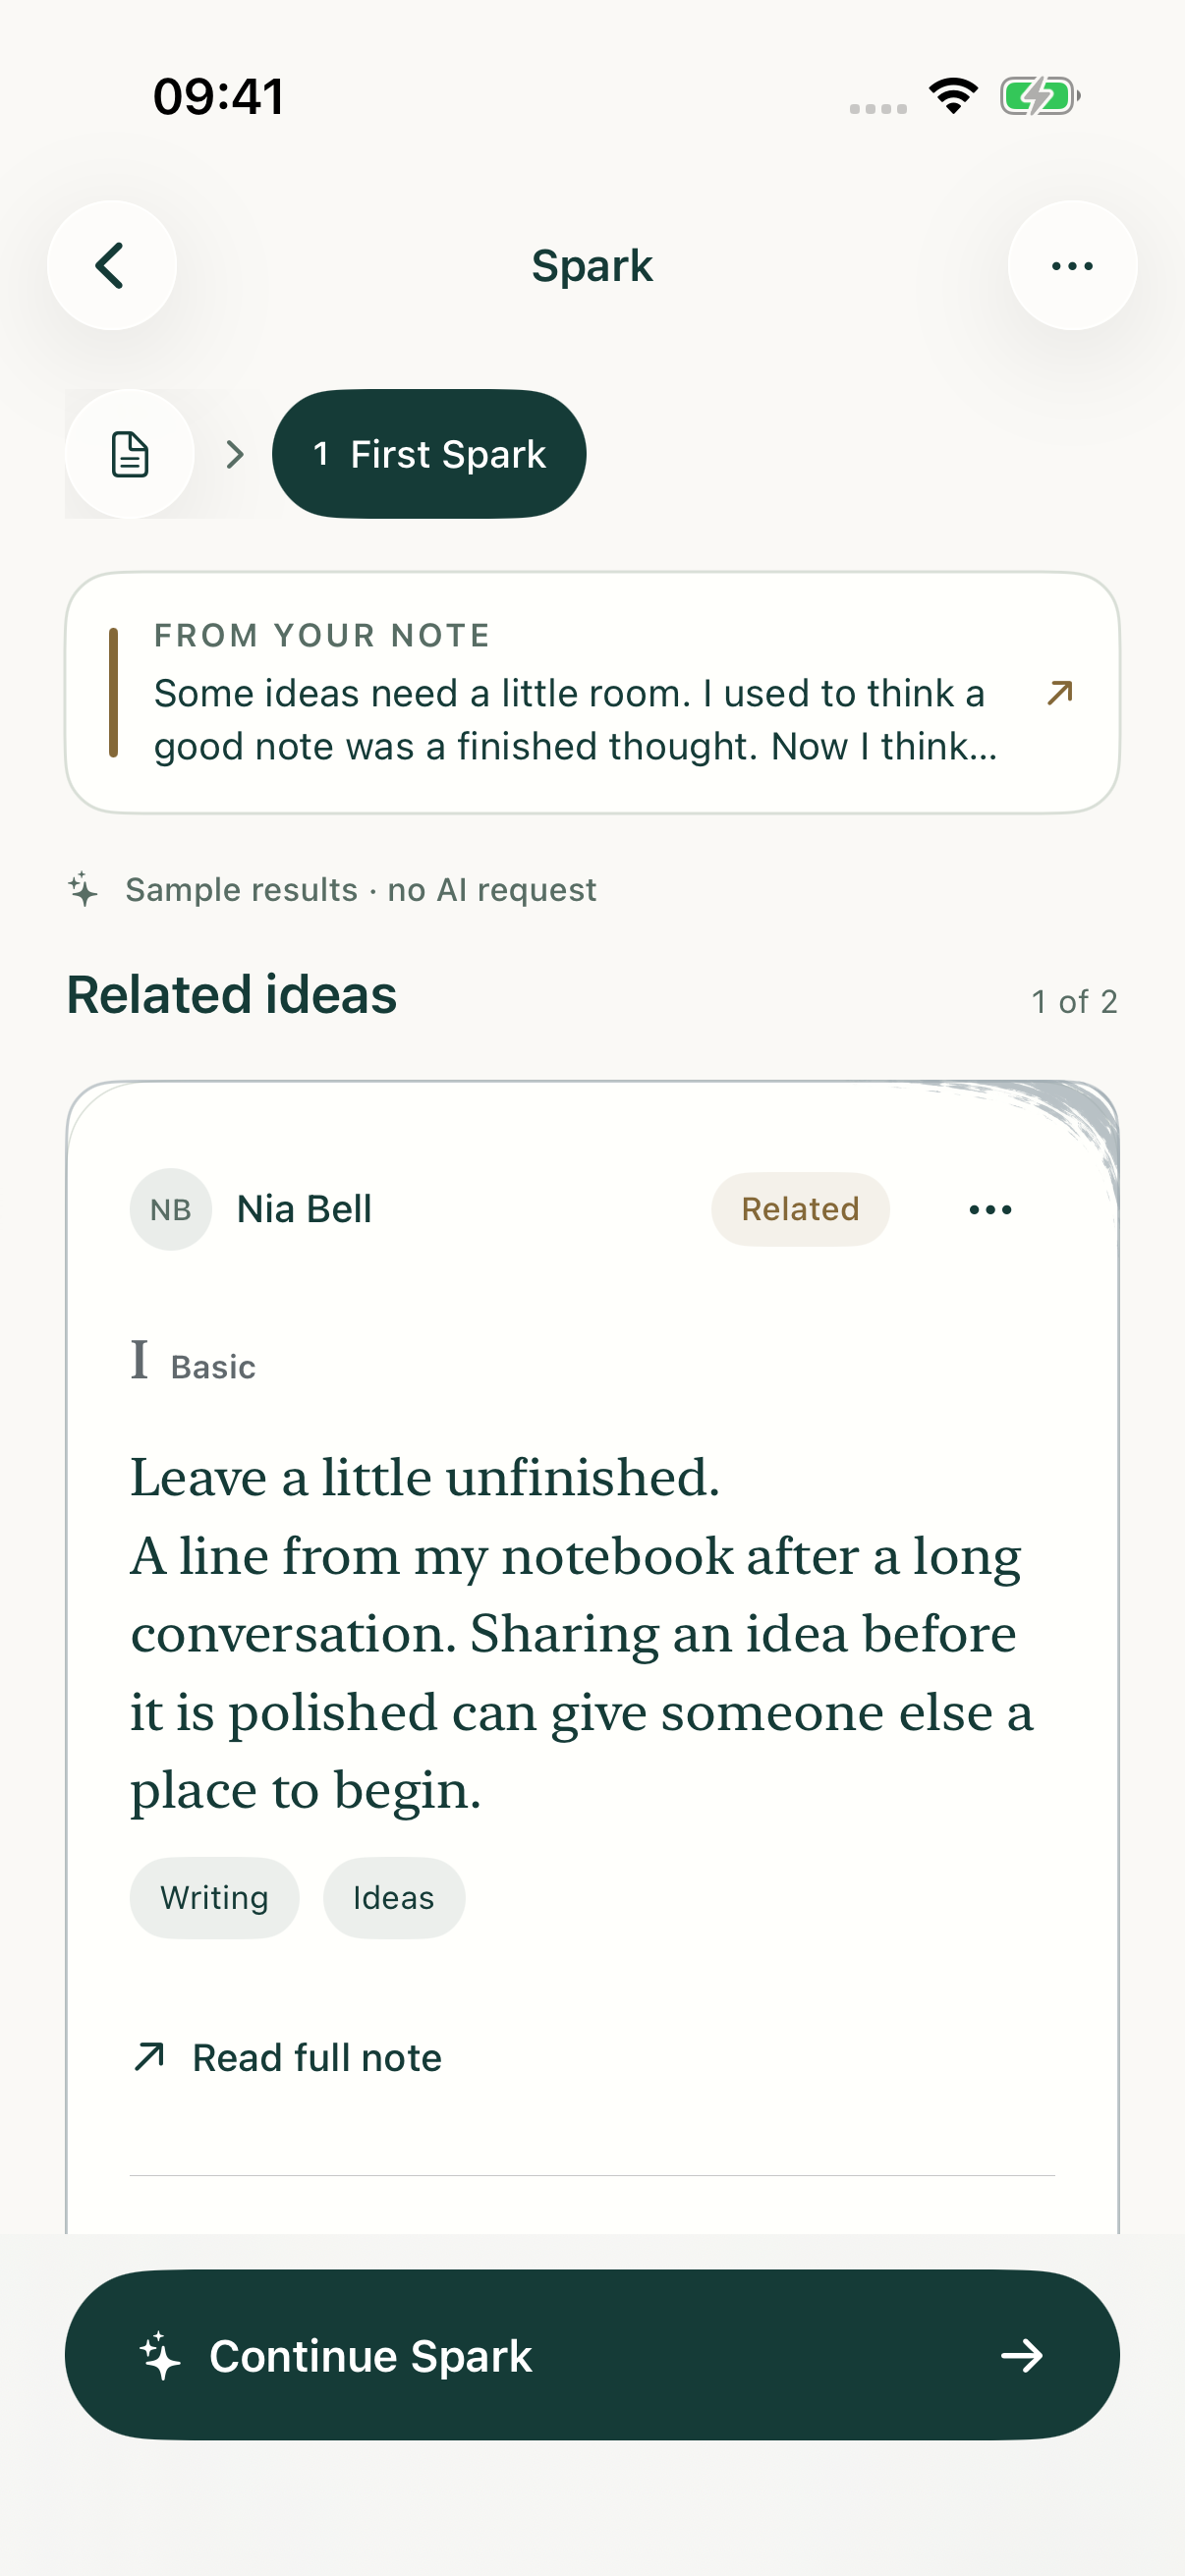 09:41
Spark
1 First Spark
FROM YOUR NOTE
Some ideas need a little room. I used to think a
good note was a finished thought. Now I think...
Sample results · no AI request
Related ideas
1 of 2
NB Nia Bell Related
I Basic
Leave a little unfinished.
A line from my notebook after a long
conversation. Sharing an idea before
it is polished can give someone else a
place to begin.
Writing Ideas
Read full note
Continue Spark